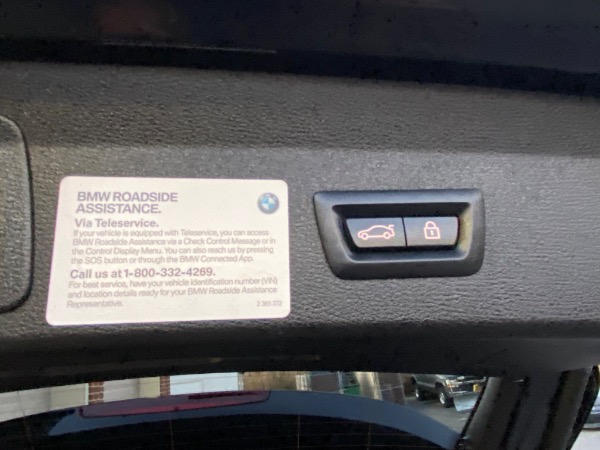 BMW ROADSIDE
ASSISTANCE.
Via Teleservice.
If your vehicle is equipped with Teleservice, you can access
BMW Roadside Assistance via a Check Control Message or in
the Control Display Menu. You can also reach us by pressing
the SOS button or through the BMW Connected App.
Call us at 1-800-332-4269.
For best service, have your vehicle identification number (VIN)
and location details ready for your BMW Roadside Assistance
Representative.